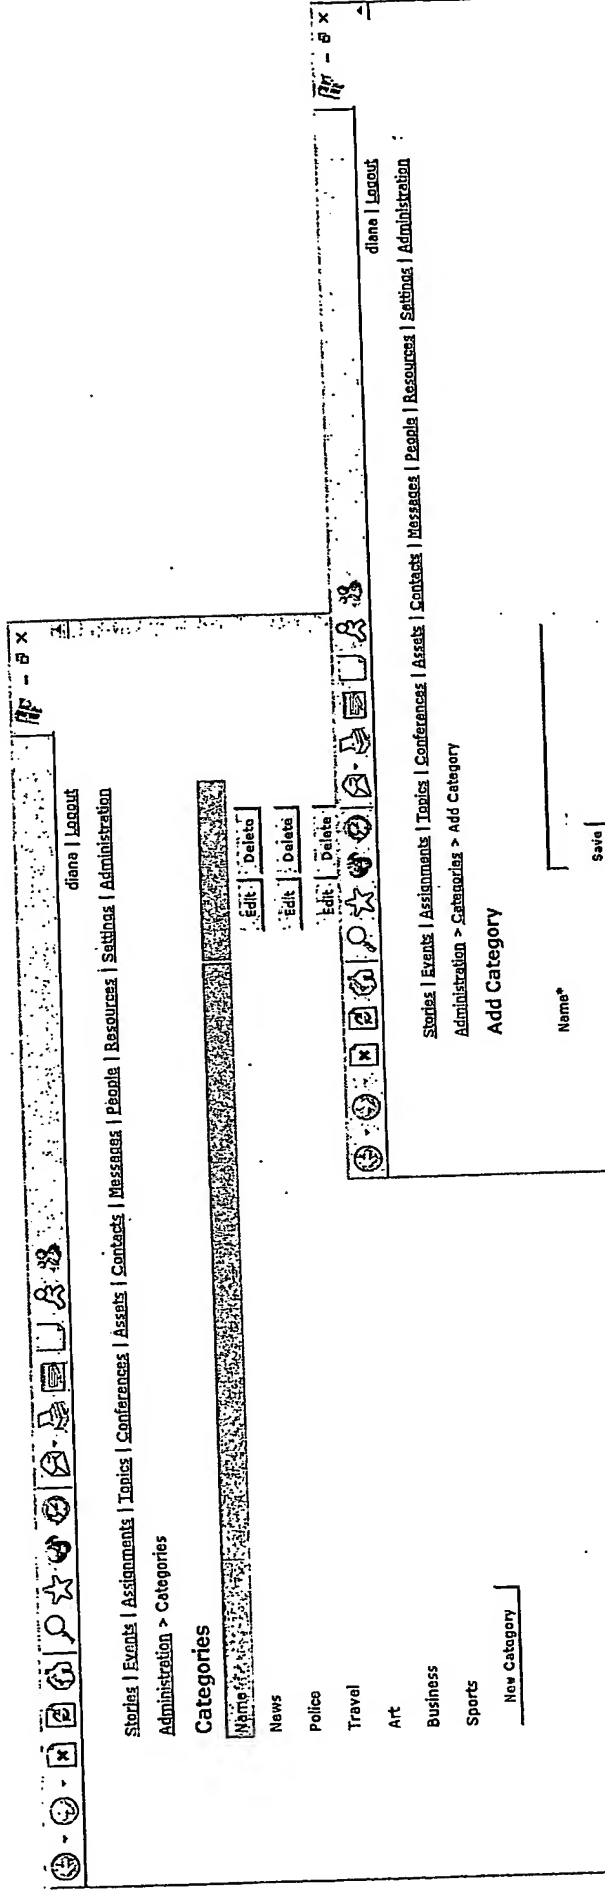 diana | Logout
Stories | Events | Assignments | Topics | Conferences | Assets | Contacts | Messages | People | Resources | Settings | Administration
Administration > Categories
Categories
Name
News Edit Delete
Police Edit Delete
Travel Edit Delete
Art
Business
Sports
New Category
diana | Logout
Stories | Events | Assignments | Topics | Conferences | Assets | Contacts | Messages | People | Resources | Settings | Administration
Administration > Categories > Add Category
Add Category
Name*
Save